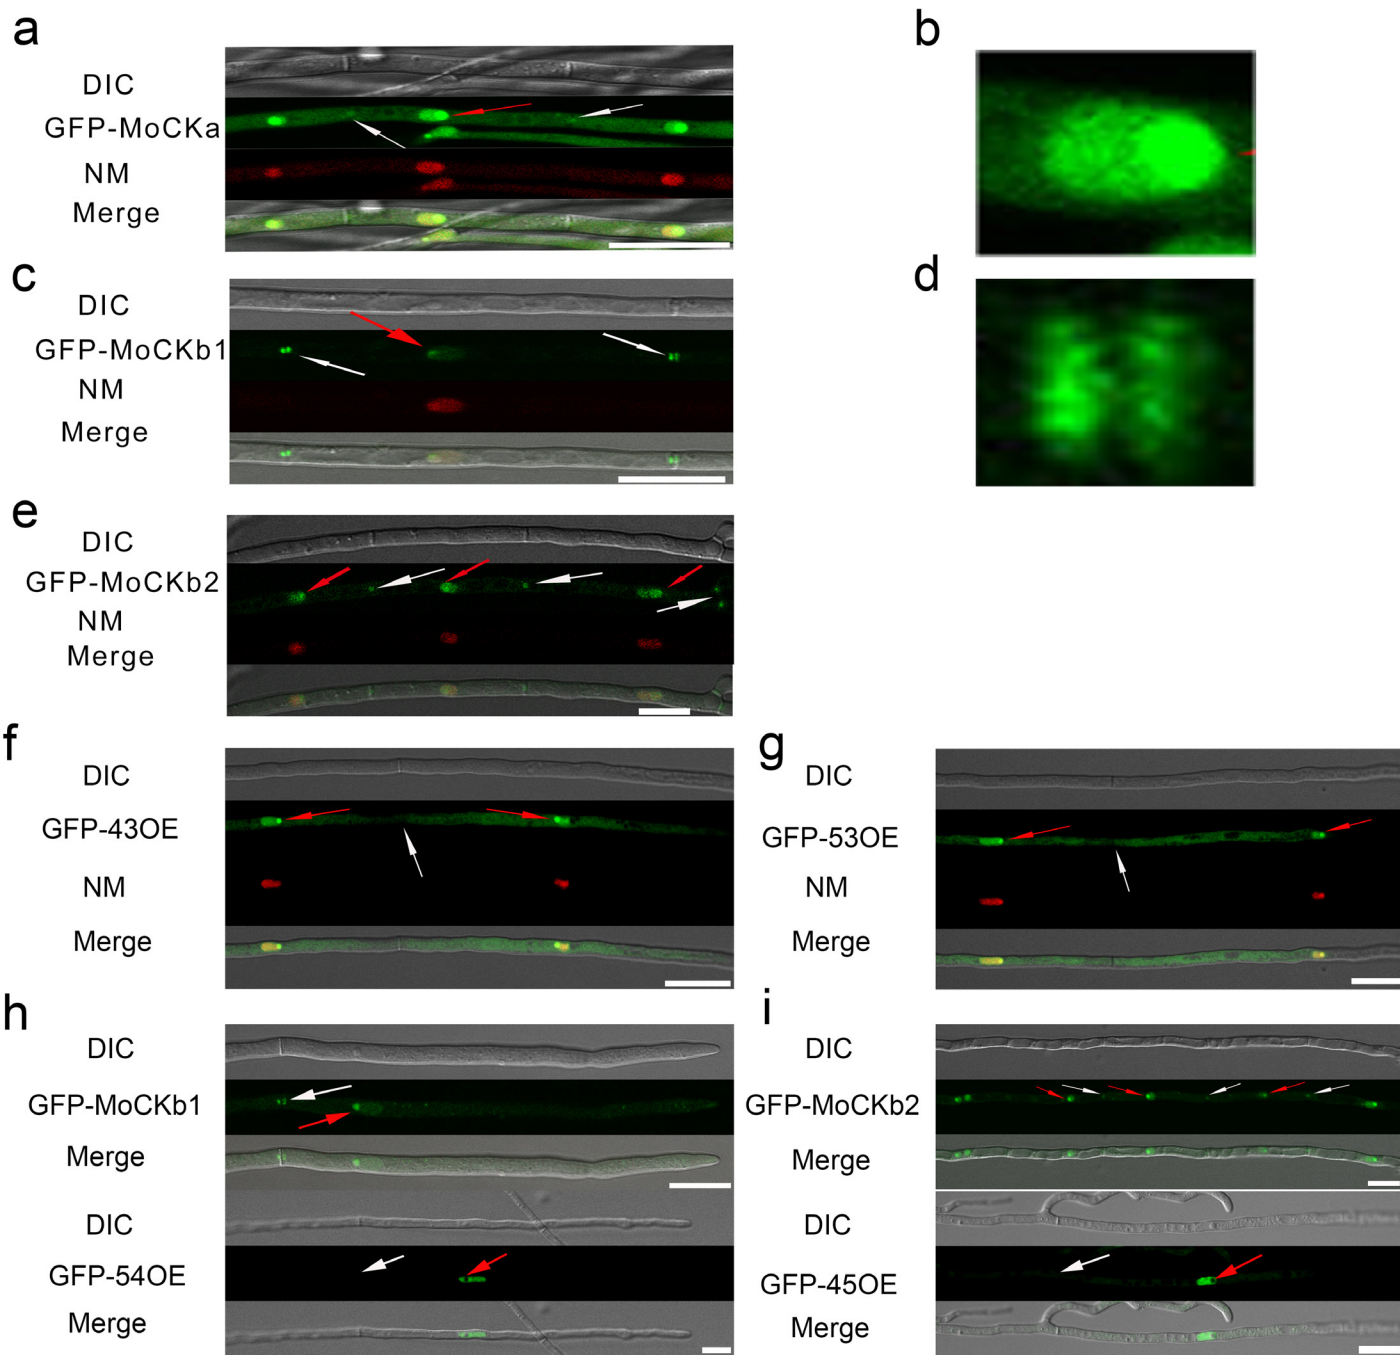 a
DIC
GFP-MoCKa
NM
Merge
b
c
DIC
GFP-MoCKb1
NM
Merge
d
e
DIC
GFP-MoCKb2
NM
Merge
f
DIC
GFP-43OE
NM
Merge
g
DIC
GFP-53OE
NM
Merge
h
DIC
GFP-MoCKb1
Merge
DIC
GFP-54OE
Merge
i
DIC
GFP-MoCKb2
Merge
DIC
GFP-45OE
Merge